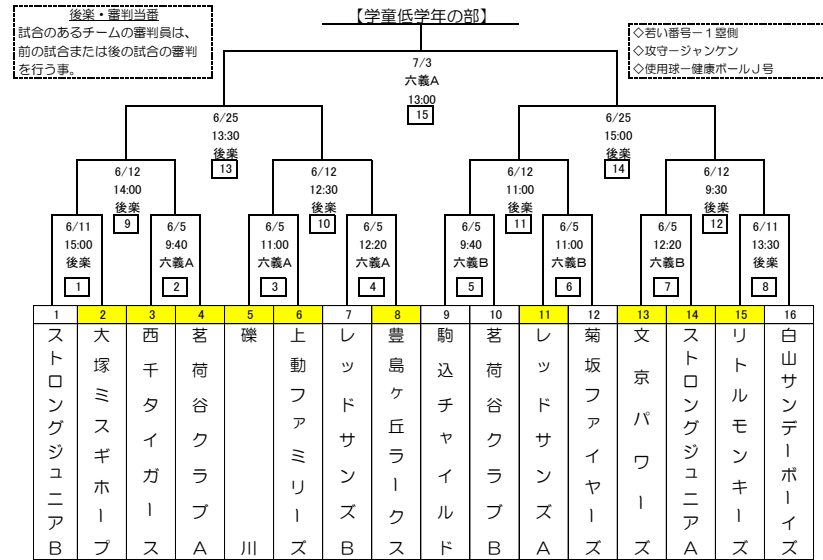 後楽・審判当番
試合のあるチームの審判員は、
前の試合または後の試合の審判
を行う事。
【学童低学年の部】
◇若い番号－１塁側
◇攻守－ジャンケン
◇使用球－健康ボールＪ号
7/3
六義A
13:00
15
6/25
13:30
後楽
13
6/25
15:00
後楽
14
6/12
14:00
後楽
9
6/12
12:30
後楽
10
6/12
11:00
後楽
11
6/12
9:30
後楽
12
6/11
15:00
後楽
1
6/5
9:40
六義A
2
6/5
11:00
六義A
3
6/5
12:20
六義A
4
6/5
9:40
六義B
5
6/5
11:00
六義B
6
6/5
12:20
六義B
7
6/11
13:30
後楽
8
1 2 3 4 5 6 7 8 9 10 11 12 13 14 15 16
ストロングジュニアB
大塚ミスギホープ
西千タイガース
茗荷谷クラブA
礫川
上動ファミリーズ
レッドサンズB
豊島ヶ丘ラークス
駒込チャイルド
茗荷谷クラブB
レッドサンズA
菊坂ファイヤーズ
文京パワーズ
ストロングジュニアA
リトルモンキーズ
白山サンデーボーイズ